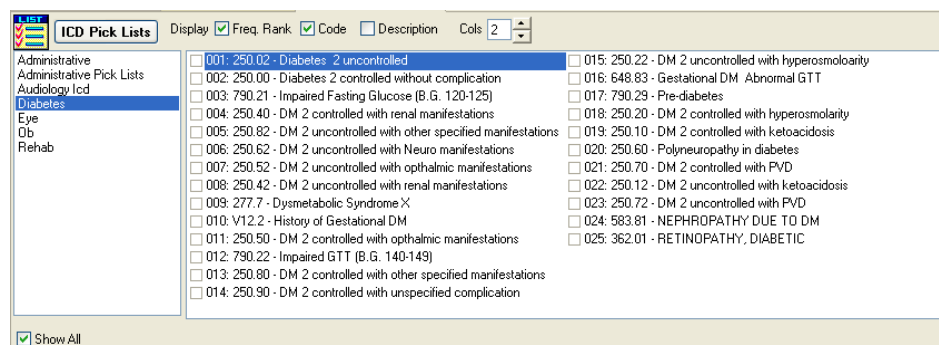 LIST
ICD Pick Lists
Display Freq. Rank Code Description Cols 2
Administrative
Administrative Pick Lists
Audiology Icd
Diabetes
Eye
Ob
Rehab
001: 250.02 - Diabetes 2 uncontrolled
002: 250.00 - Diabetes 2 controlled without complication
003: 790.21 - Impaired Fasting Glucose (B.G. 120-125)
004: 250.40 - DM 2 controlled with renal manifestations
005: 250.82 - DM 2 uncontrolled with other specified manifestations
006: 250.62 - DM 2 uncontrolled with Neuro manifestations
007: 250.52 - DM 2 uncontrolled with opthalmic manifestations
008: 250.42 - DM 2 uncontrolled with renal manifestations
009: 277.7 - Dysmetabolic Syndrome X
010: V12.2 - History of Gestational DM
011: 250.50 - DM 2 controlled with opthalmic manifestations
012: 790.22 - Impaired GTT (B.G. 140-149)
013: 250.80 - DM 2 controlled with other specified manifestations
014: 250.90 - DM 2 controlled with unspecified complication
015: 250.22 - DM 2 uncontrolled with hyperosmoloarity
016: 648.83 - Gestational DM Abnormal GTT
017: 790.29 - Pre-diabetes
018: 250.20 - DM 2 controlled with hyperosmolarity
019: 250.10 - DM 2 controlled with ketoacidosis
020: 250.60 - Polyneuropathy in diabetes
021: 250.70 - DM 2 controlled with PVD
022: 250.12 - DM 2 uncontrolled with ketoacidosis
023: 250.72 - DM 2 uncontrolled with PVD
024: 583.81 - NEPHROPATHY DUE TO DM
025: 362.01 - RETINOPATHY, DIABETIC
Show All